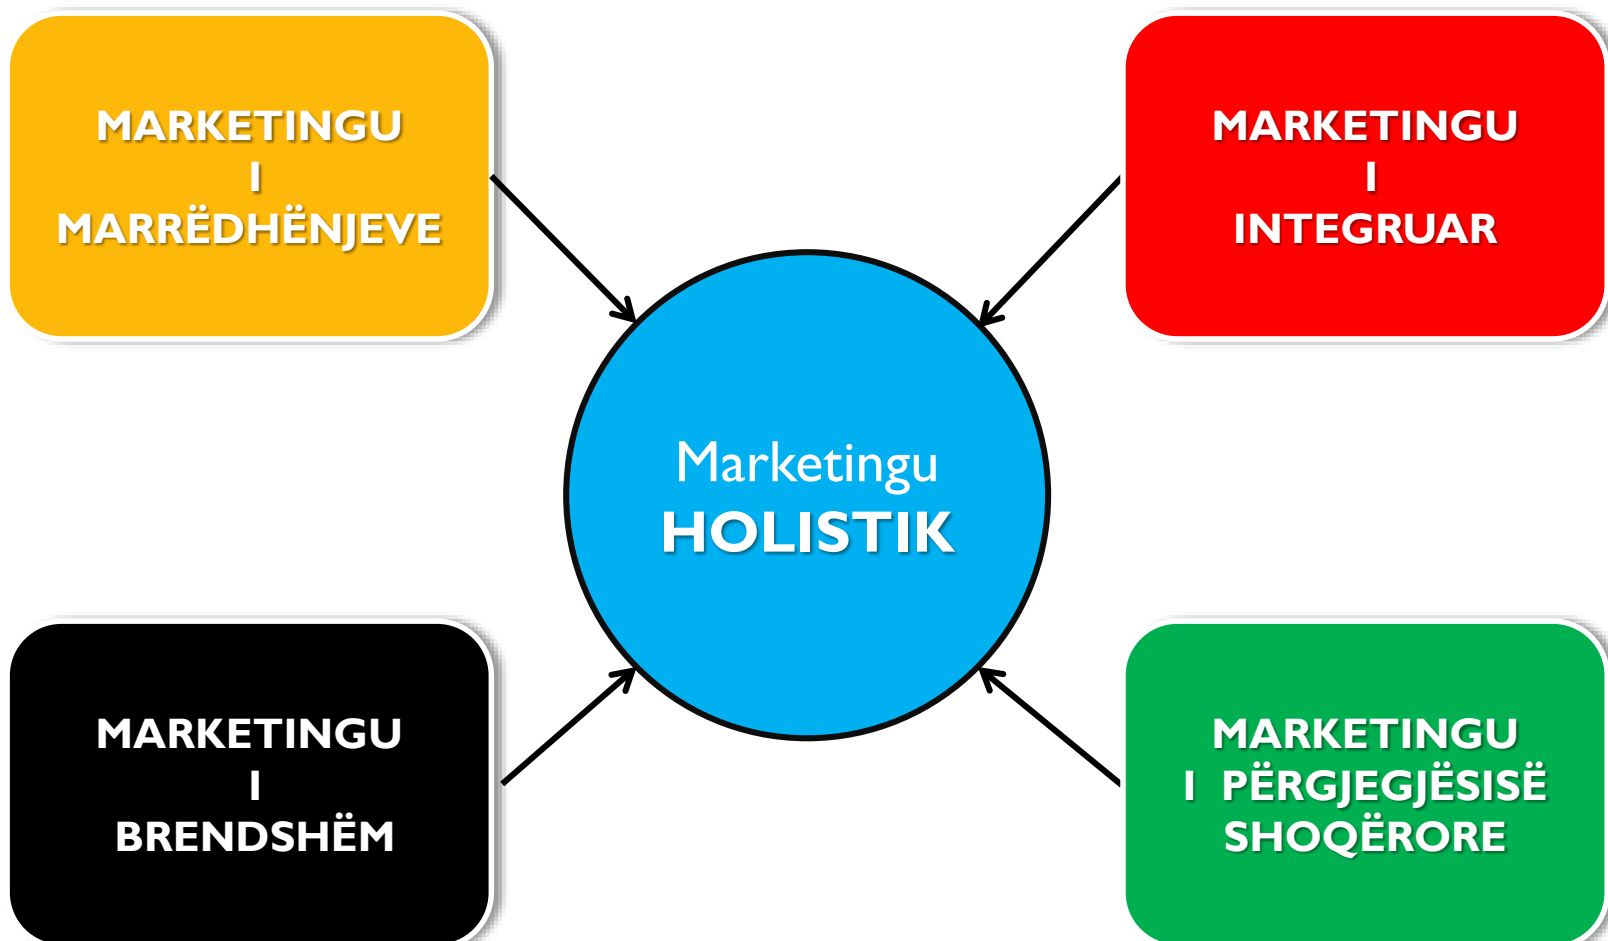 MARKETINGU
I
MARRËDHËNJEVE
MARKETINGU
I
INTEGRUAR
Marketingu
HOLISTIK
MARKETINGU
I
BRENDSHËM
MARKETINGU
I PËRGJEGJËSISË
SHOQËRORE